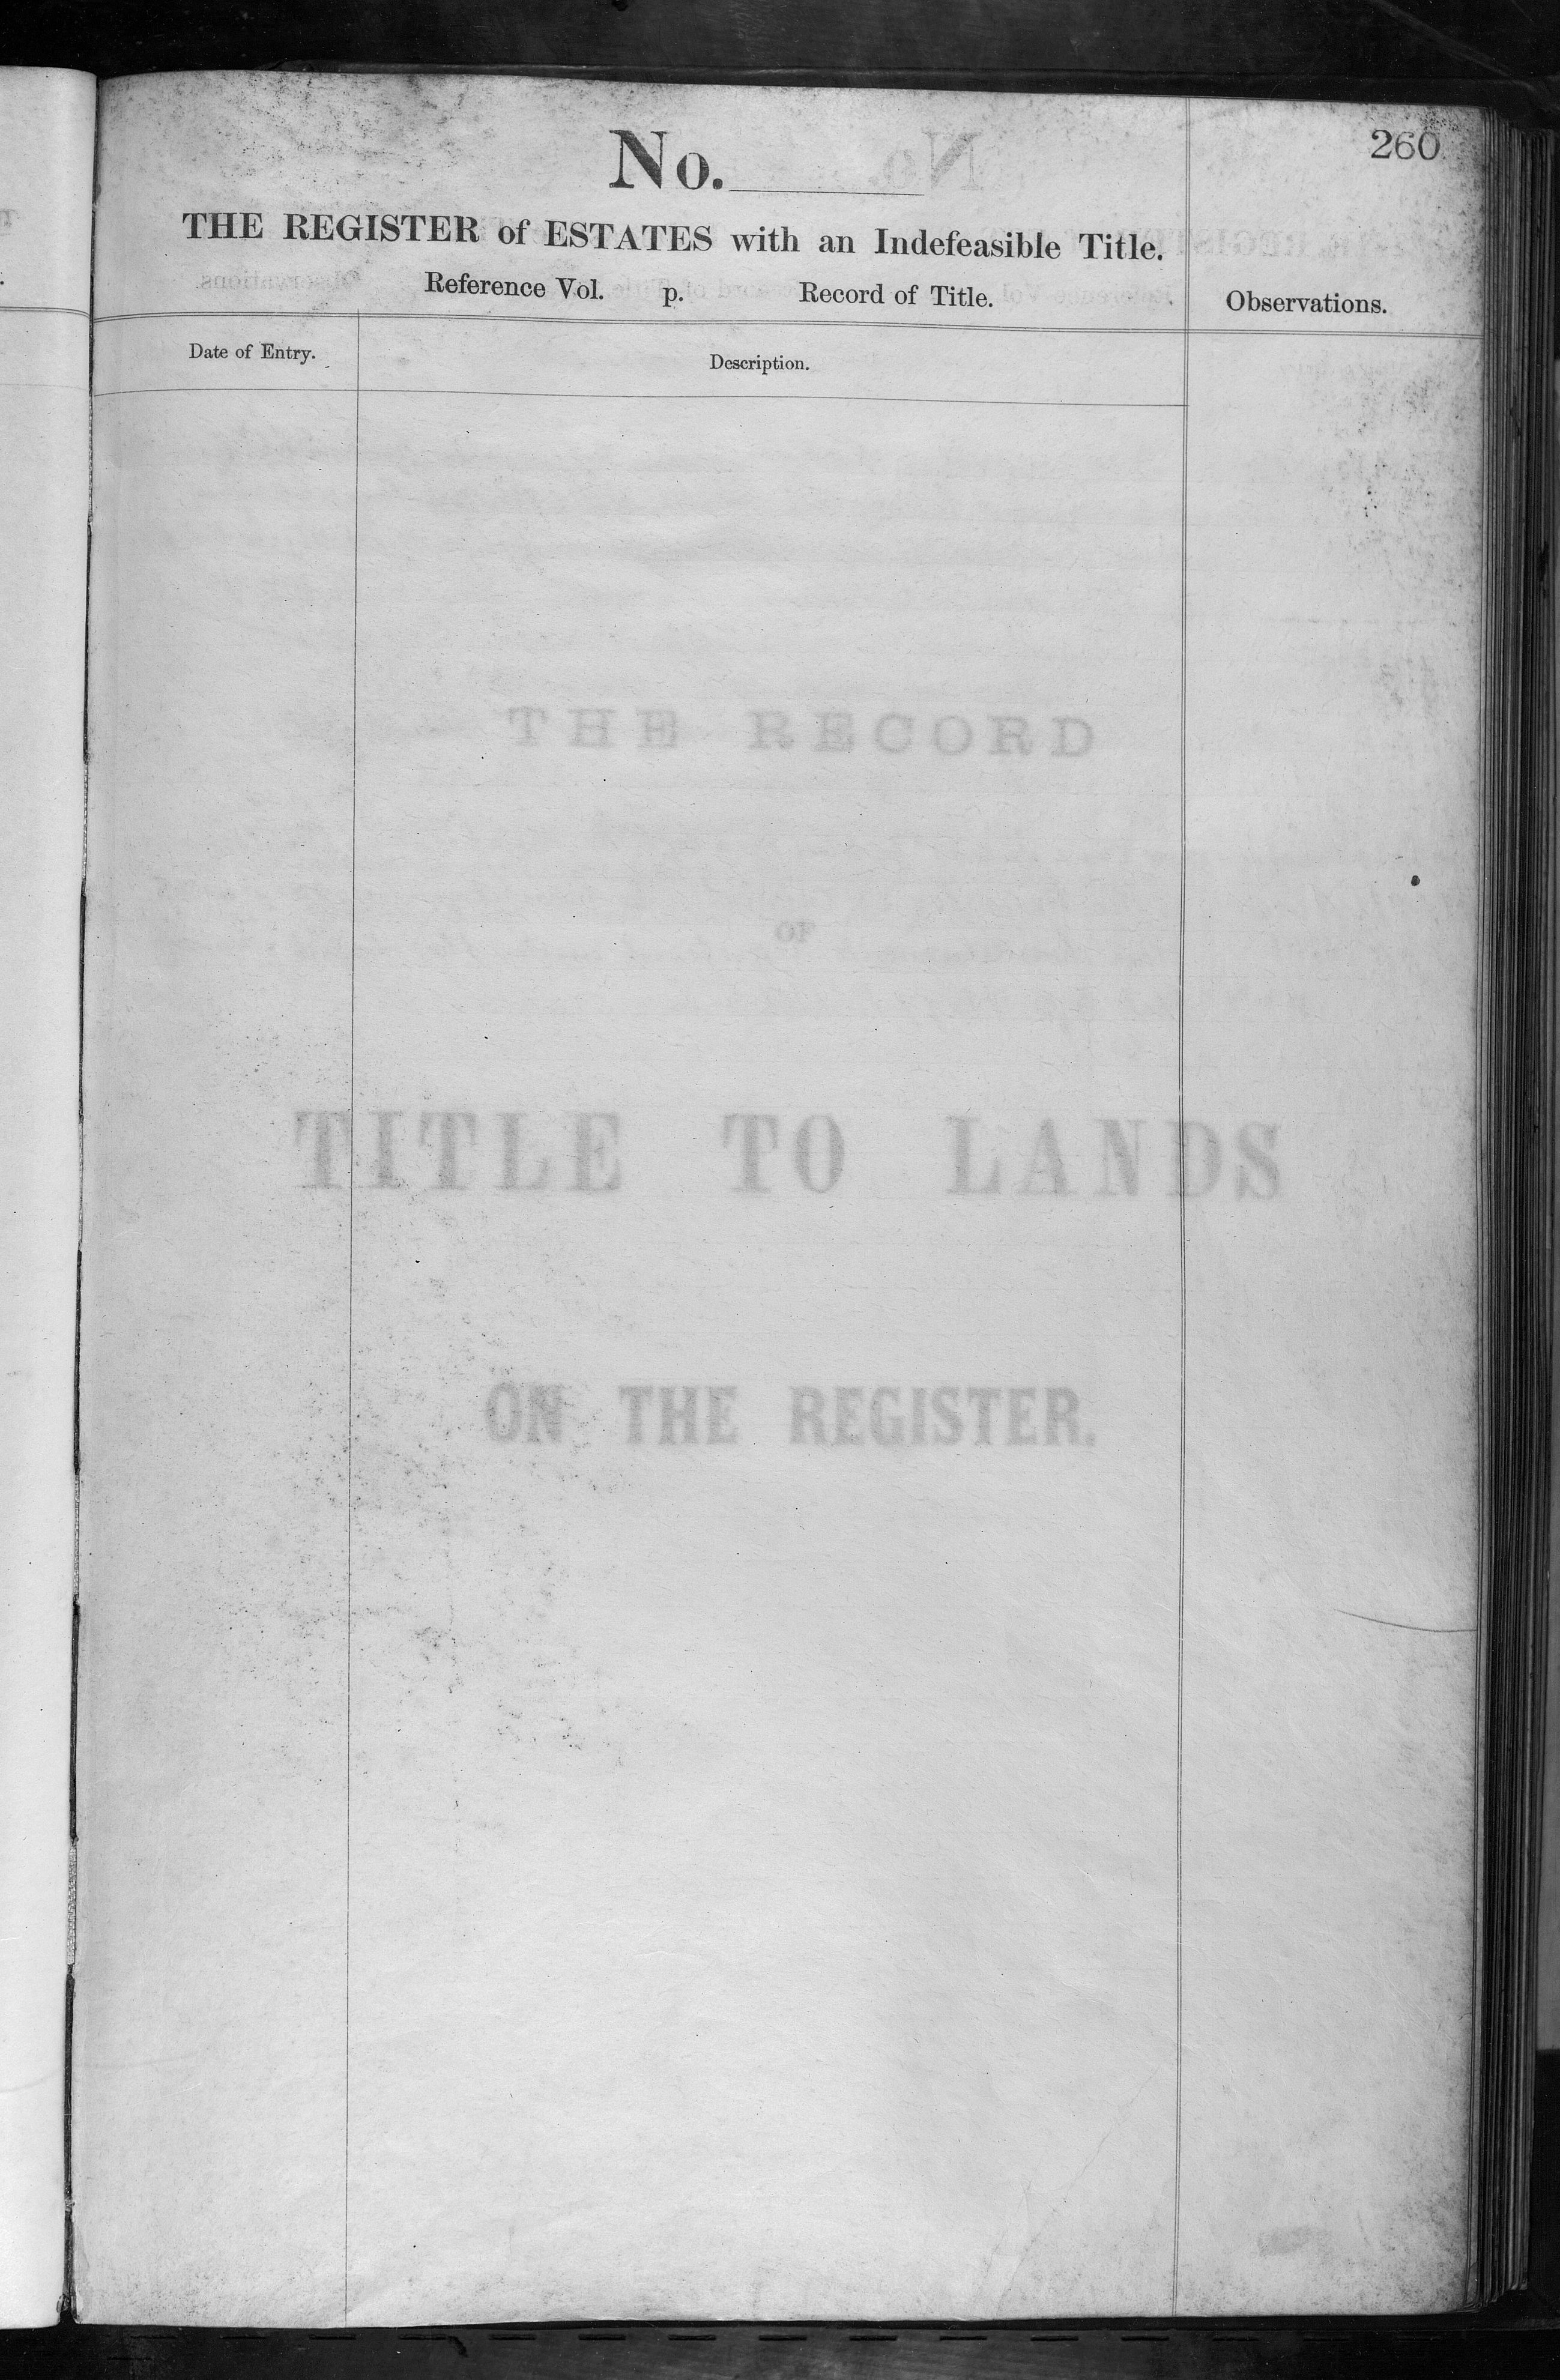 260
No.
THE REGISTER of ESTATES with an Indefeasible Title.
Reference Vol. p. Record of Title.
Observations.
Date of Entry.
Description.
THE RECORD
OF
TITLE TO LANDS
ON THE REGISTER.